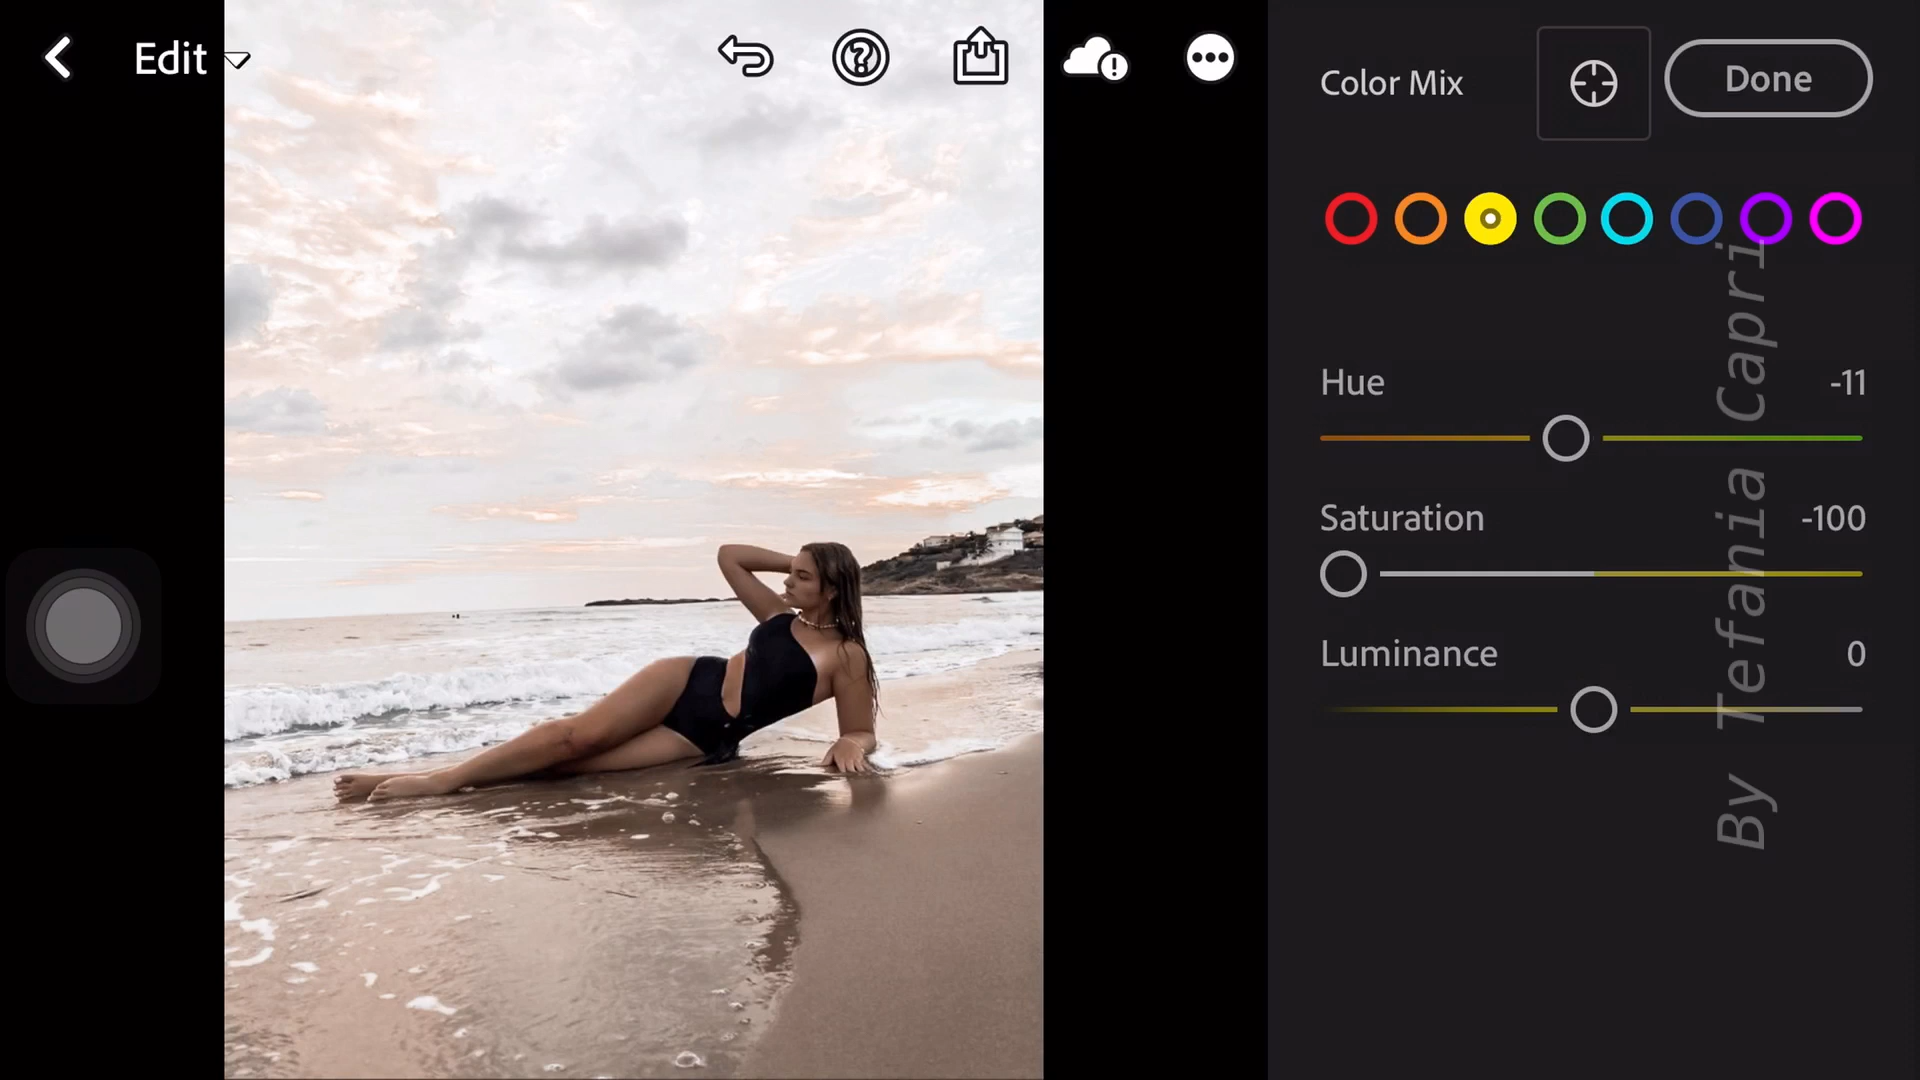 Edit
Color Mix
Done
Hue
-11
Saturation
-100
Luminance
0
By Tefania Capri